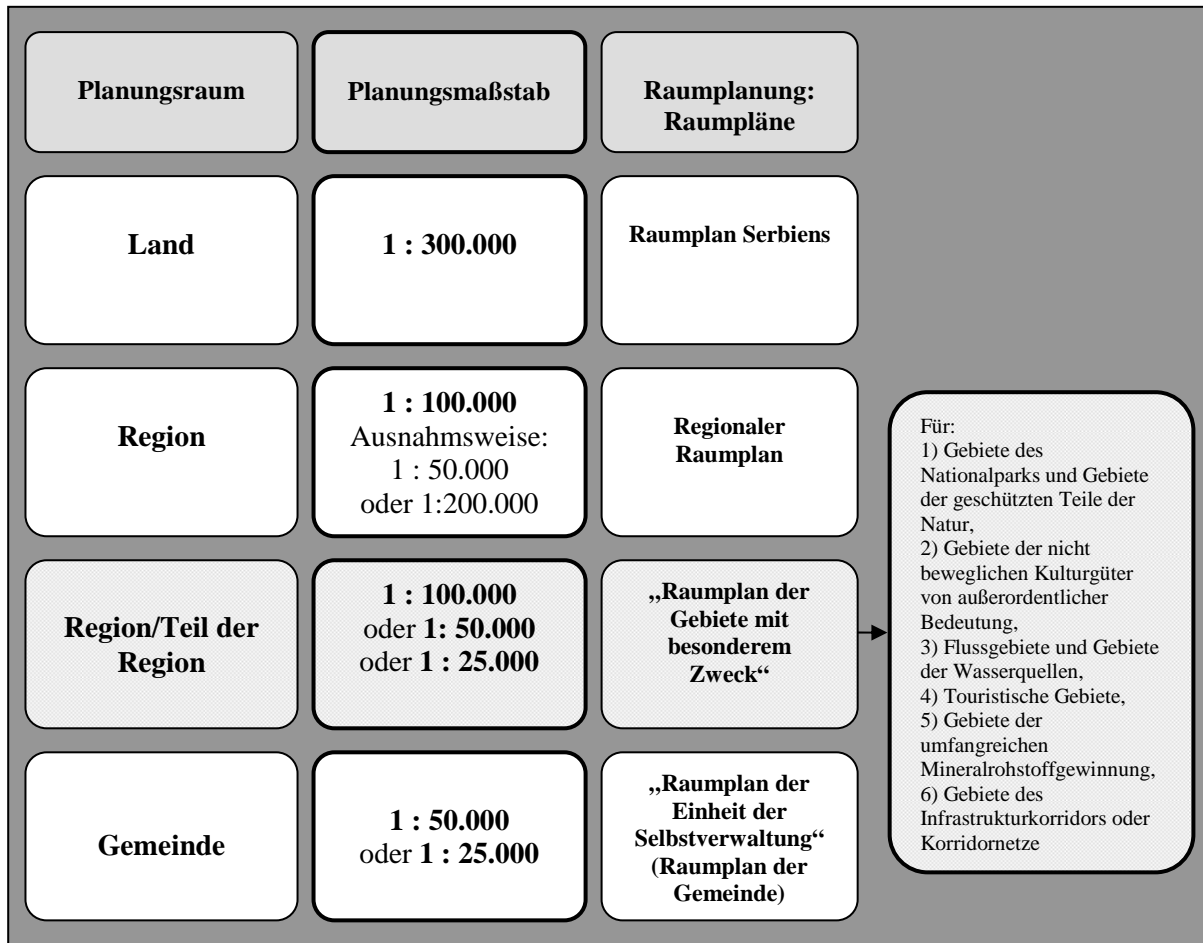 Planungsraum
Planungsmaßstab
Raumplanung:
Raumpläne
Land
1 : 300.000
Raumplan Serbiens
Region
1 : 100.000
Ausnahmsweise:
1 : 50.000
oder 1:200.000
Regionaler
Raumplan
Region/Teil der
Region
1 : 100.000
oder 1: 50.000
oder 1 : 25.000
„Raumplan der
Gebiete mit
besonderem
Zweck“
Für:
1) Gebiete des
Nationalparks und Gebiete
der geschützten Teile der
Natur,
2) Gebiete der nicht
beweglichen Kulturgüter
von außerordentlicher
Bedeutung,
3) Flussgebiete und Gebiete
der Wasserquellen,
4) Touristische Gebiete,
5) Gebiete der
umfangreichen
Mineralrohstoffgewinnung,
6) Gebiete des
Infrastrukturkorridors oder
Korridornetze
Gemeinde
1 : 50.000
oder 1 : 25.000
„Raumplan der
Einheit der
Selbstverwaltung“
(Raumplan der
Gemeinde)